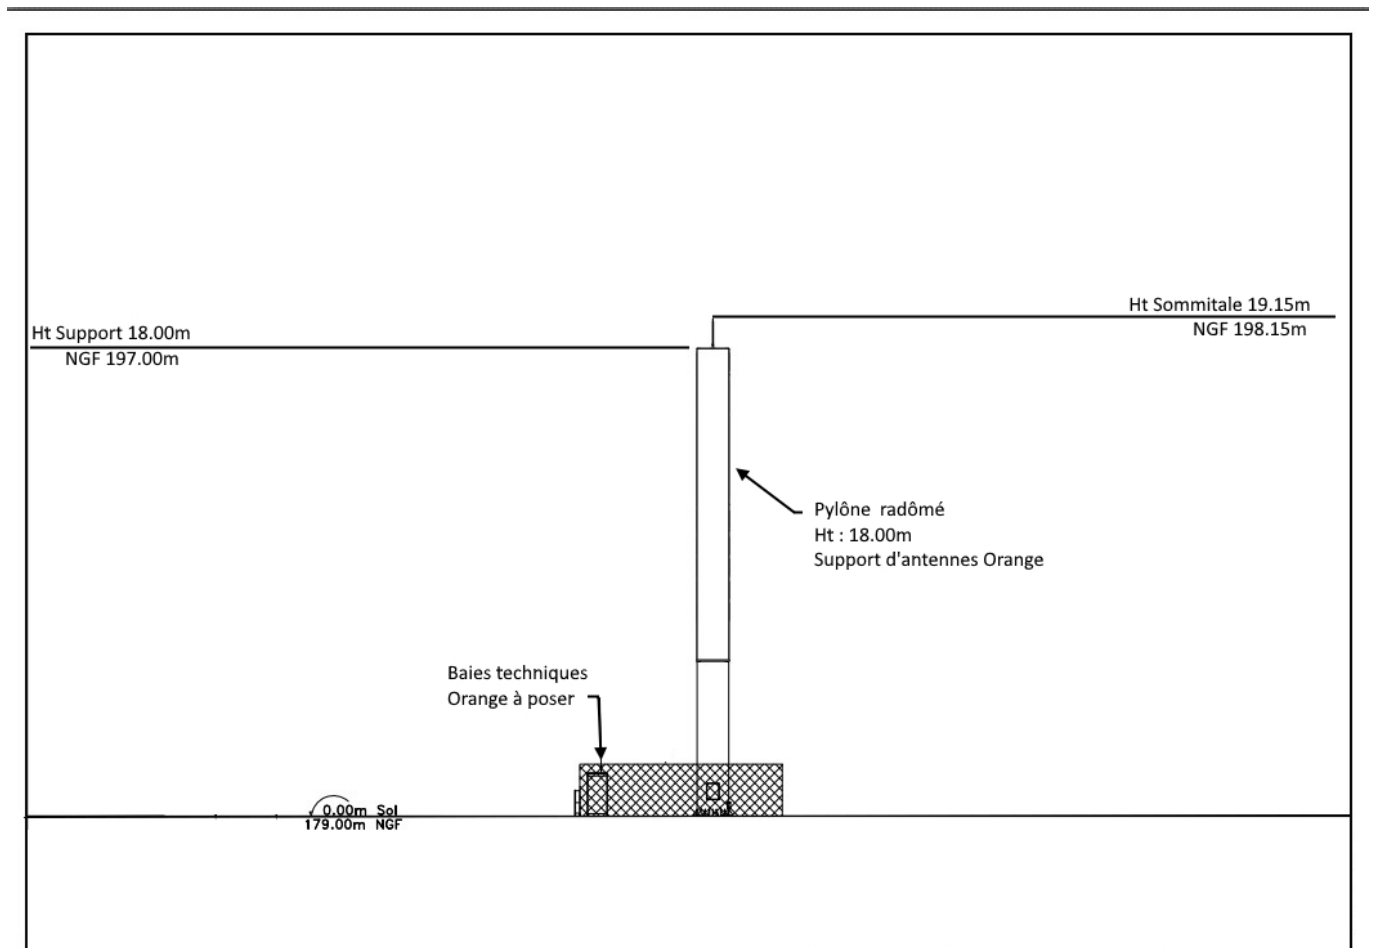 Ht Sommitale 19.15m
NGF 198.15m
Ht Support 18.00m
NGF 197.00m
Pylône radômé
Ht : 18.00m
Support d'antennes Orange
Baies techniques
Orange à poser
0.00m Sol
179.00m NGF